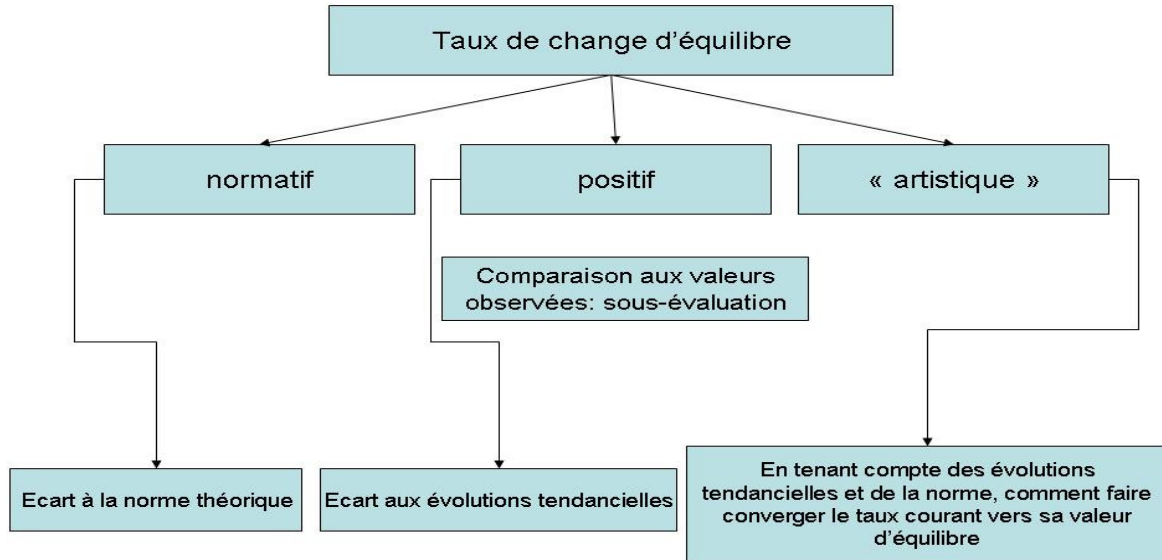 Taux de change d'équilibre
normatif
positif
« artistique »
Comparaison aux valeurs
observées: sous-évaluation
Ecart à la norme théorique
Ecart aux évolutions tendancielles
En tenant compte des évolutions
tendancielles et de la norme, comment faire
converger le taux courant vers sa valeur
d'équilibre